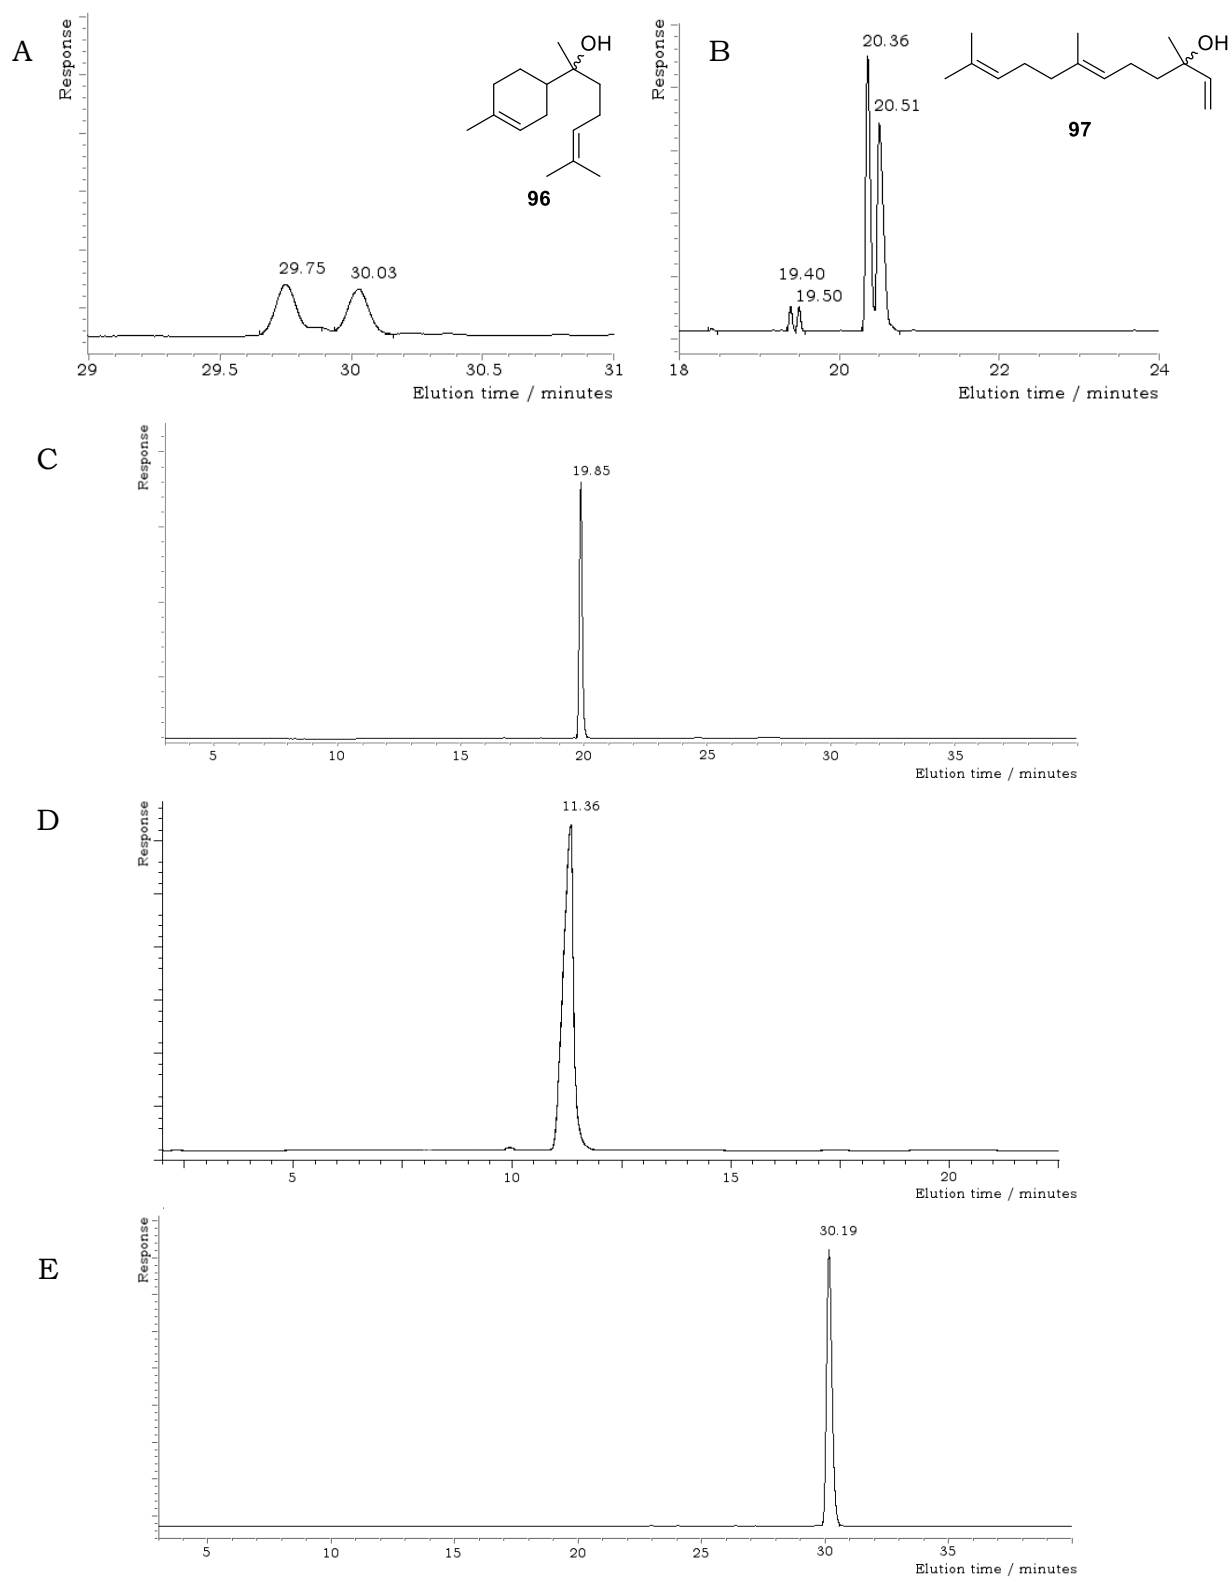 A
Response
OH
96
29.75
30.03
29
29.5
30
30.5
31
Elution time / minutes
B
Response
20.36
20.51
OH
97
19.40
19.50
18
20
22
24
Elution time / minutes
C
Response
19.85
5
10
15
20
25
30
35
Elution time / minutes
D
Response
11.36
5
10
15
20
Elution time / minutes
E
Response
30.19
5
10
15
20
25
30
35
Elution time / minutes